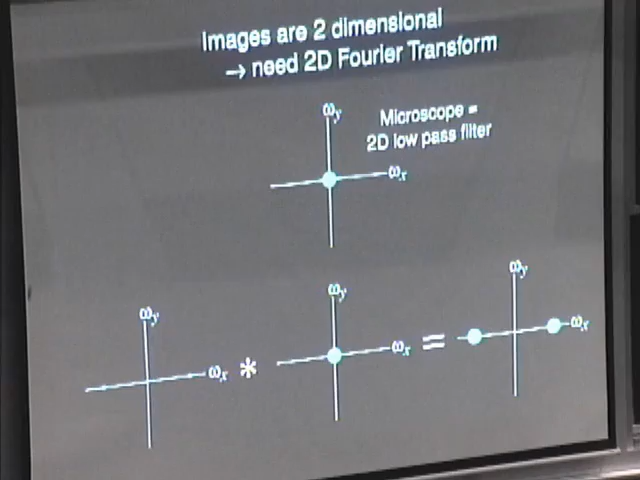 Images are 2 dimensional
→ need 2D Fourier Transform
ωy
Microscope =
2D low pass filter
ωx
ωy
ωx
*
ωy
ωx
=
ωy
ωx